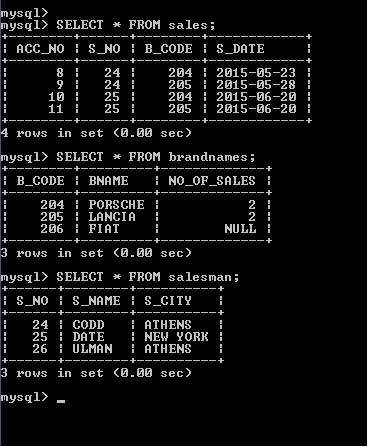 mysql>
mysql> SELECT * FROM sales;
+--------+------+--------+------------+
| ACC_NO | S_NO | B_CODE | S_DATE     |
+--------+------+--------+------------+
|      8 |   24 |    204 | 2015-05-23 |
|      9 |   24 |    205 | 2015-05-28 |
|     10 |   25 |    204 | 2015-06-20 |
|     11 |   25 |    205 | 2015-06-20 |
+--------+------+--------+------------+
4 rows in set (0.00 sec)
mysql> SELECT * FROM brandnames;
+--------+---------+-------------+
| B_CODE | BNAME   | NO_OF_SALES |
+--------+---------+-------------+
|    204 | PORSCHE |           2 |
|    205 | LANCIA  |           2 |
|    206 | FIAT    |        NULL |
+--------+---------+-------------+
3 rows in set (0.00 sec)
mysql> SELECT * FROM salesman;
+------+--------+----------+
| S_NO | S_NAME | S_CITY   |
+------+--------+----------+
|   24 | CODD   | ATHENS   |
|   25 | DATE   | NEW YORK |
|   26 | ULMAN  | ATHENS   |
+------+--------+----------+
3 rows in set (0.00 sec)
mysql> _